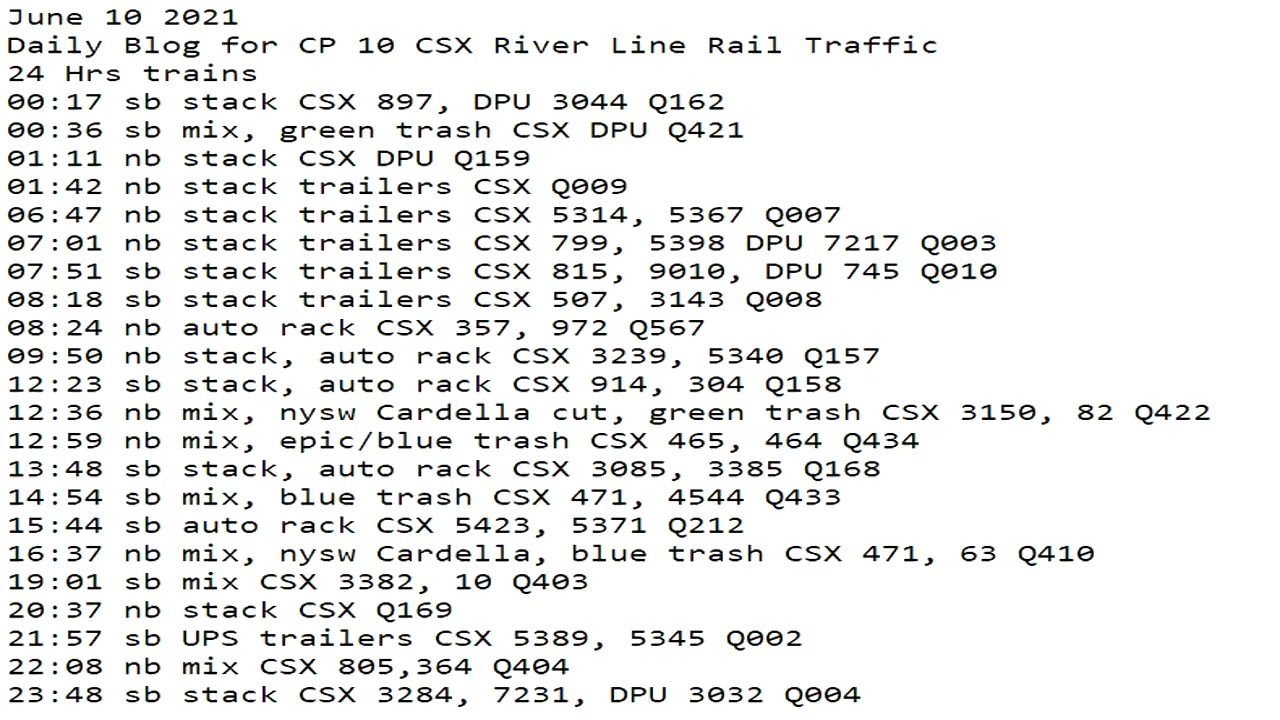 June 10 2021
Daily Blog for CP 10 CSX River Line Rail Traffic
24 Hrs trains
00:17 sb stack CSX 897, DPU 3044 Q162
00:36 sb mix, green trash CSX DPU Q421
01:11 nb stack CSX DPU Q159
01:42 nb stack trailers CSX Q009
06:47 nb stack trailers CSX 5314, 5367 Q007
07:01 nb stack trailers CSX 799, 5398 DPU 7217 Q003
07:51 sb stack trailers CSX 815, 9010, DPU 745 Q010
08:18 sb stack trailers CSX 507, 3143 Q008
08:24 nb auto rack CSX 357, 972 Q567
09:50 nb stack, auto rack CSX 3239, 5340 Q157
12:23 sb stack, auto rack CSX 914, 304 Q158
12:36 nb mix, nysw Cardella cut, green trash CSX 3150, 82 Q422
12:59 nb mix, epic/blue trash CSX 465, 464 Q434
13:48 sb stack, auto rack CSX 3085, 3385 Q168
14:54 sb mix, blue trash CSX 471, 4544 Q433
15:44 sb auto rack CSX 5423, 5371 Q212
16:37 nb mix, nysw Cardella, blue trash CSX 471, 63 Q410
19:01 sb mix CSX 3382, 10 Q403
20:37 nb stack CSX Q169
21:57 sb UPS trailers CSX 5389, 5345 Q002
22:08 nb mix CSX 805,364 Q404
23:48 sb stack CSX 3284, 7231, DPU 3032 Q004